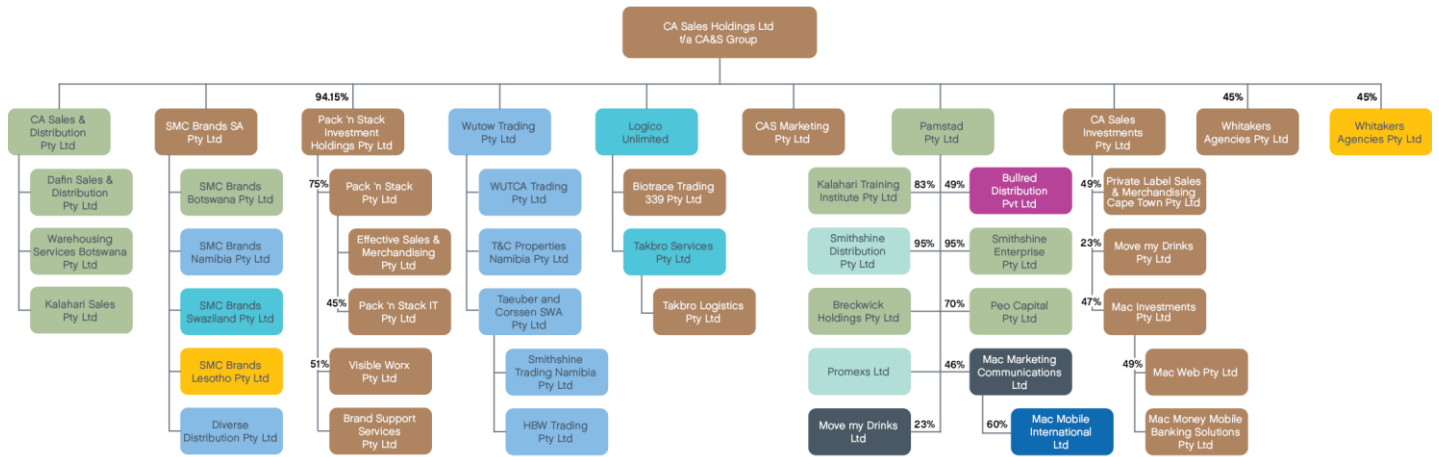 CA Sales Holdings Ltd
t/a CA&S Group
94.15%
45%
45%
CA Sales &
Distribution
Pty Ltd
SMC Brands SA
Pty Ltd
Pack 'n Stack
Investment
Holdings Pty Ltd
Wutow Trading
Pty Ltd
Logico
Unlimited
CAS Marketing
Pty Ltd
Pamstad
Pty Ltd
CA Sales
Investments
Pty Ltd
Whitakers
Agencies Pty Ltd
Whitakers
Agencies Pty Ltd
Dafin Sales &
Distribution
Pty Ltd
Warehousing
Services Botswana
Pty Ltd
Kalahari Sales
Pty Ltd
SMC Brands
Botswana Pty Ltd
SMC Brands
Namibia Pty Ltd
SMC Brands
Swaziland Pty Ltd
SMC Brands
Lesotho Pty Ltd
Diverse
Distribution Pty Ltd
75%
Pack 'n Stack
Pty Ltd
Effective Sales &
Merchandising
Pty Ltd
45%
Pack 'n Stack IT
Pty Ltd
51%
Visible Worx
Pty Ltd
Brand Support
Services
Pty Ltd
WUTCA Trading
Pty Ltd
T&C Properties
Namibia Pty Ltd
Taeuber and
Corssen SWA
Pty Ltd
Smithshine
Trading Namibia
Pty Ltd
HBW Trading
Pty Ltd
Biotrace Trading
339 Pty Ltd
Takbro Services
Pty Ltd
Takbro Logistics
Pty Ltd
Kalahari Training
Institute Pty Ltd
83%
49%
Bullred
Distribution
Pvt Ltd
Smithshine
Distribution
Pty Ltd
95%
95%
Smithshine
Enterprise
Pty Ltd
Breckwick
Holdings Pty Ltd
70%
Peo Capital
Pty Ltd
Promexs Ltd
46%
Mac Marketing
Communications
Ltd
Move my Drinks
Ltd
23%
60%
Mac Mobile
International
Ltd
49%
Private Label Sales
& Merchandising
Cape Town Pty Ltd
23%
Move my Drinks
Pty Ltd
47%
Mac Investments
Pty Ltd
49%
Mac Web Pty Ltd
Mac Money Mobile
Banking Solutions
Pty Ltd